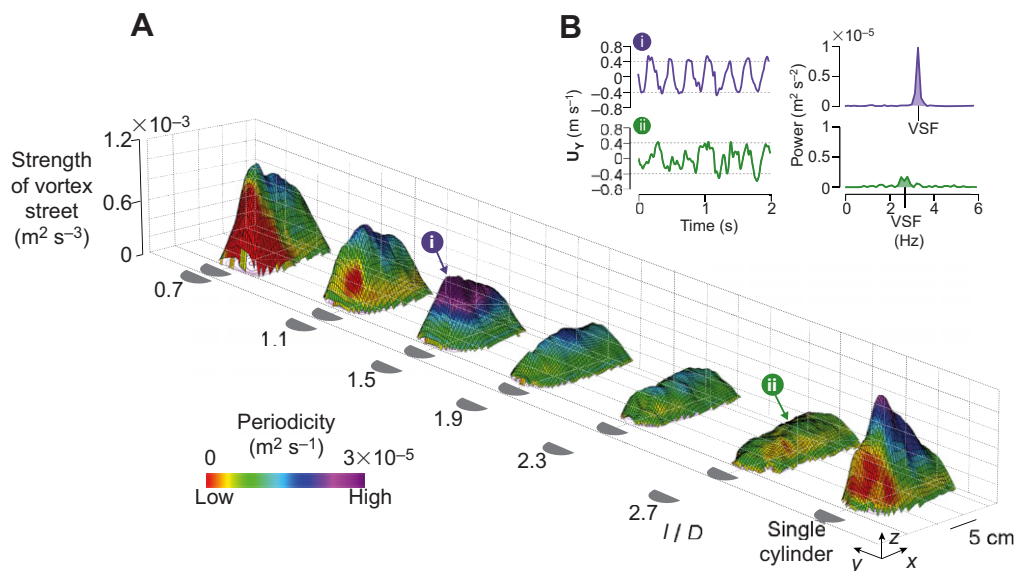 A
Strength
of vortex
street
(m² s⁻³)
1.2 ×10⁻³
0.6
0
0.7
1.1
1.5
1.9
2.3
2.7
l / D
Single
cylinder
i
ii
Periodicity
(m² s⁻¹)
0
3×10⁻⁵
Low
High
z
y
x
5 cm
B
i
0.8
0.4
0
–0.4
–0.8
ii
0.8
0.4
0
–0.4
–0.8
U_Y (m s⁻¹)
0
1
2
Time (s)
×10⁻⁵
1
0.5
0
VSF
1
0.5
0
Power (m² s⁻²)
0
2
4
6
VSF
(Hz)